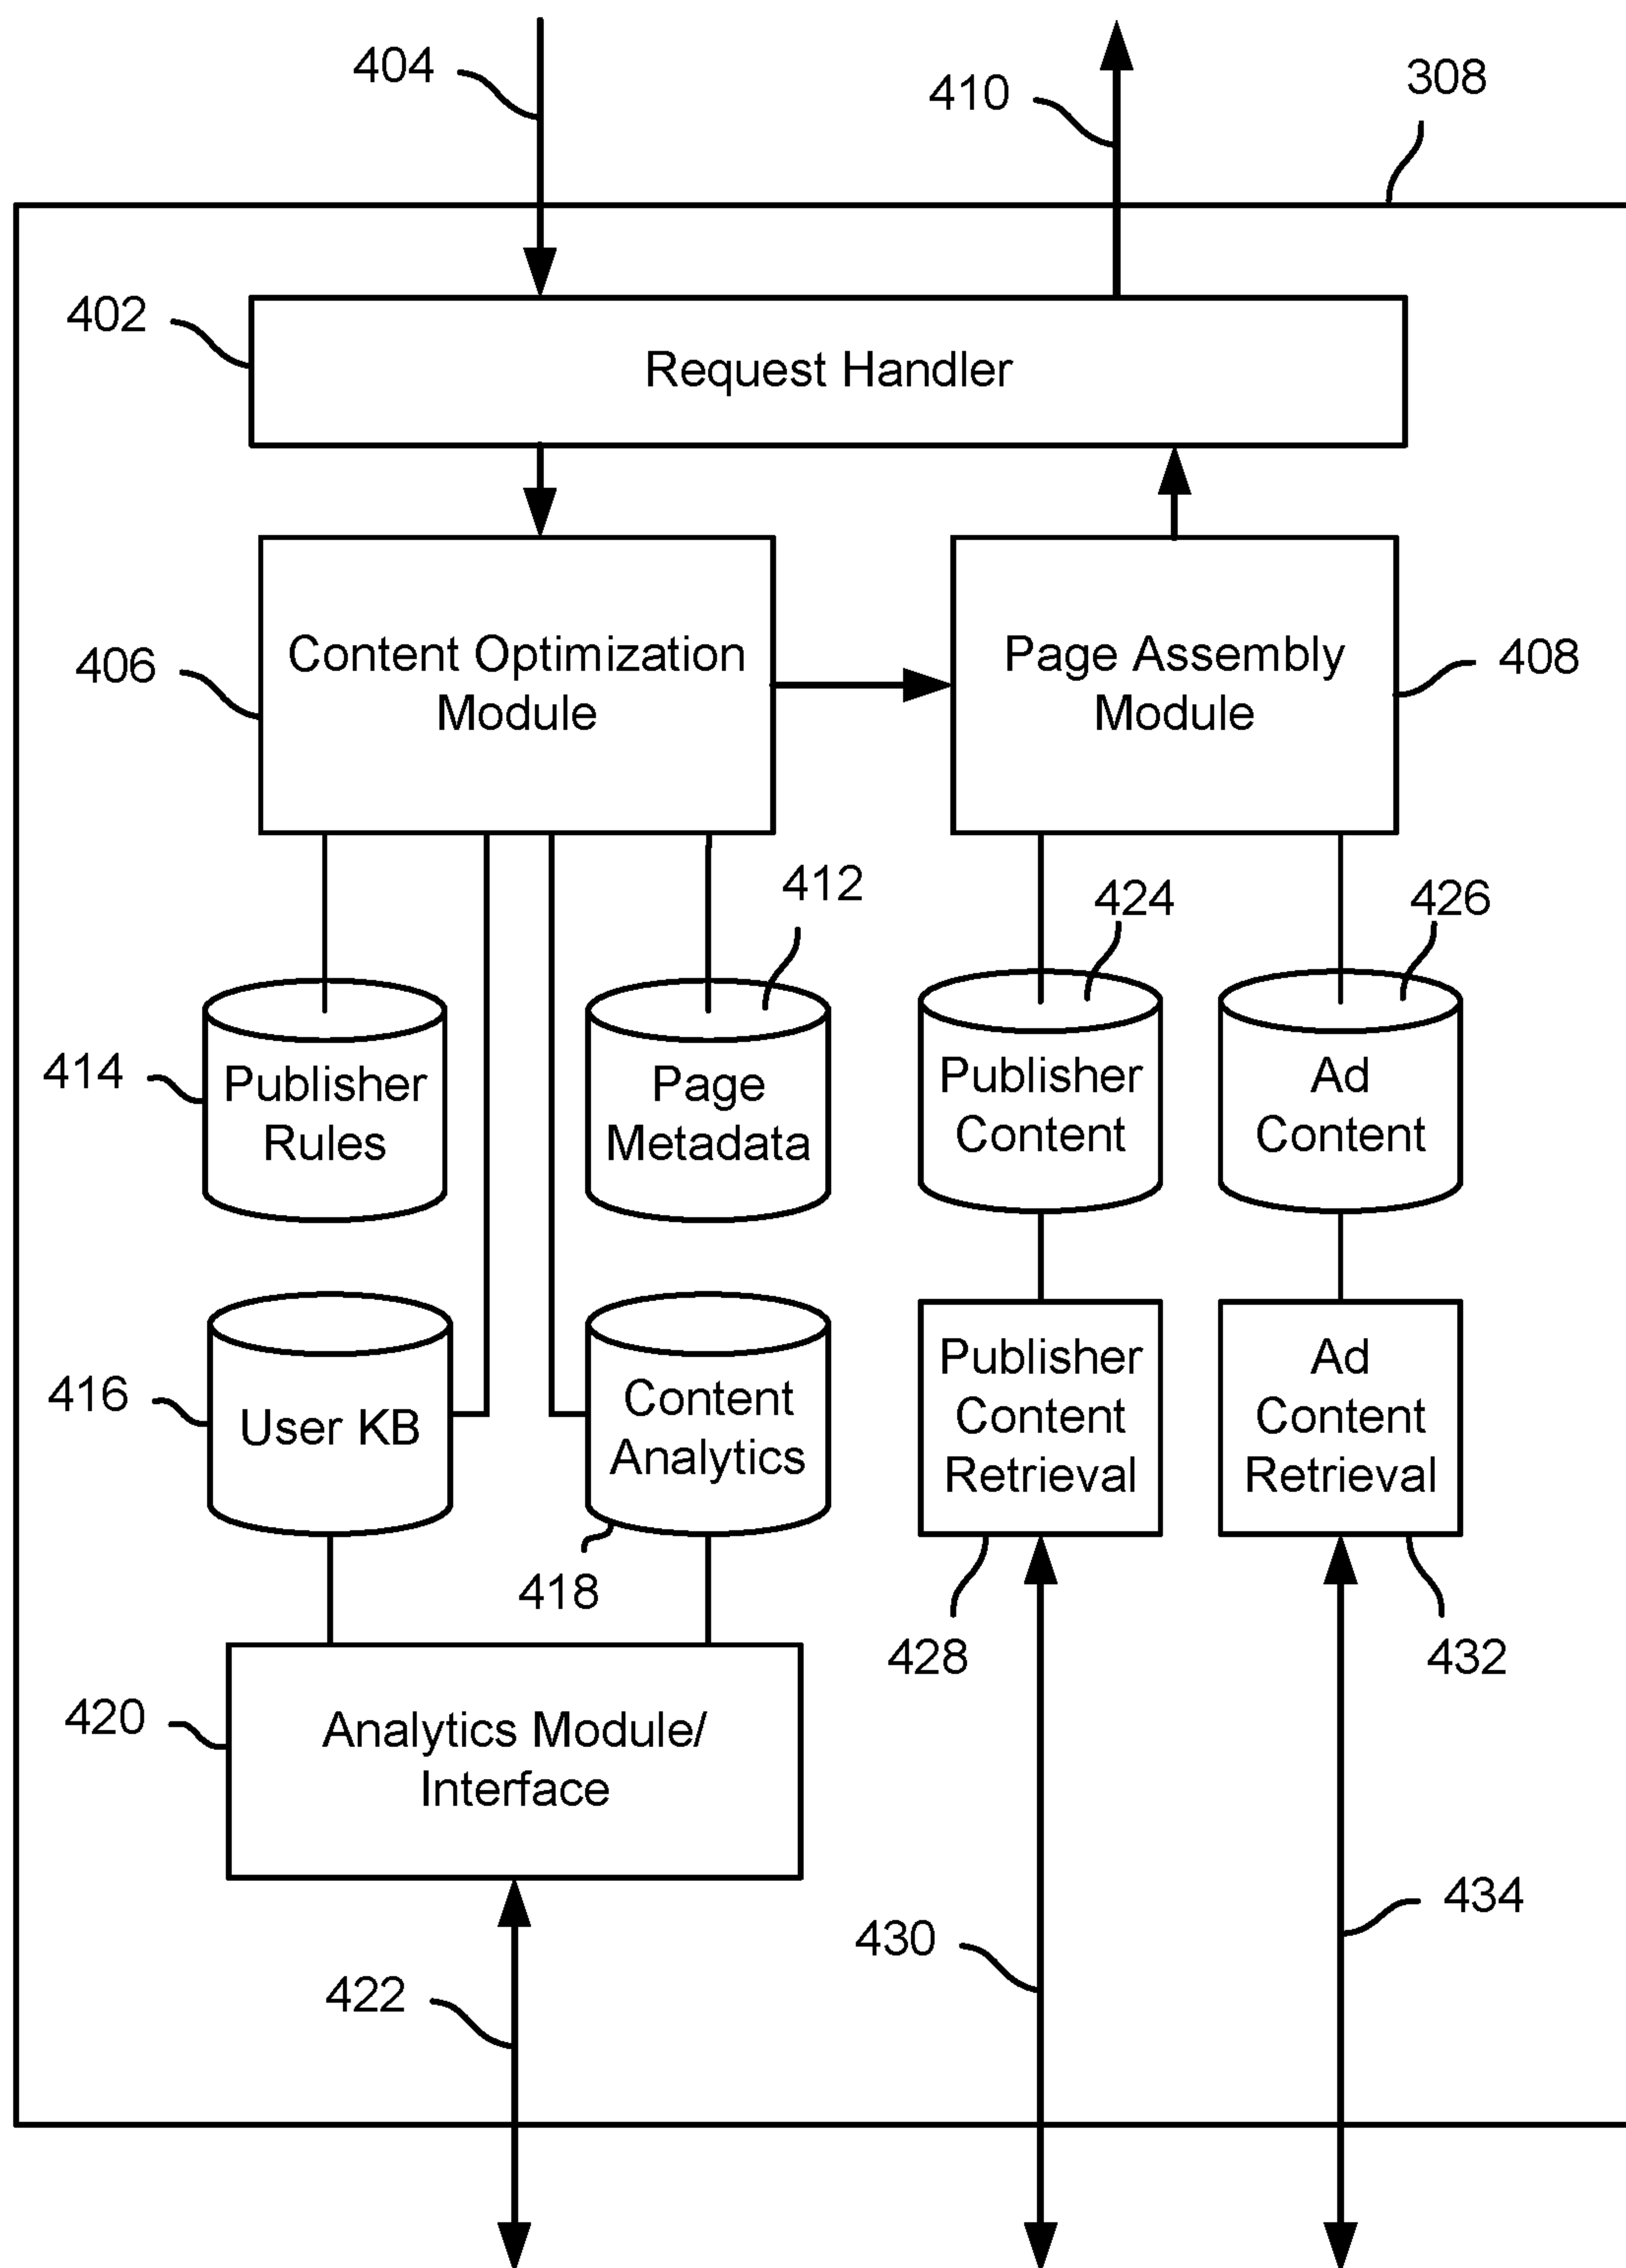 404
410
308
402
Request Handler
406
Content Optimization
Module
Page Assembly
Module
408
412
424
426
414
Publisher
Rules
Page
Metadata
Publisher
Content
Ad
Content
416
User KB
Content
Analytics
418
Publisher
Content
Retrieval
Ad
Content
Retrieval
428
432
420
Analytics Module/
Interface
422
430
434